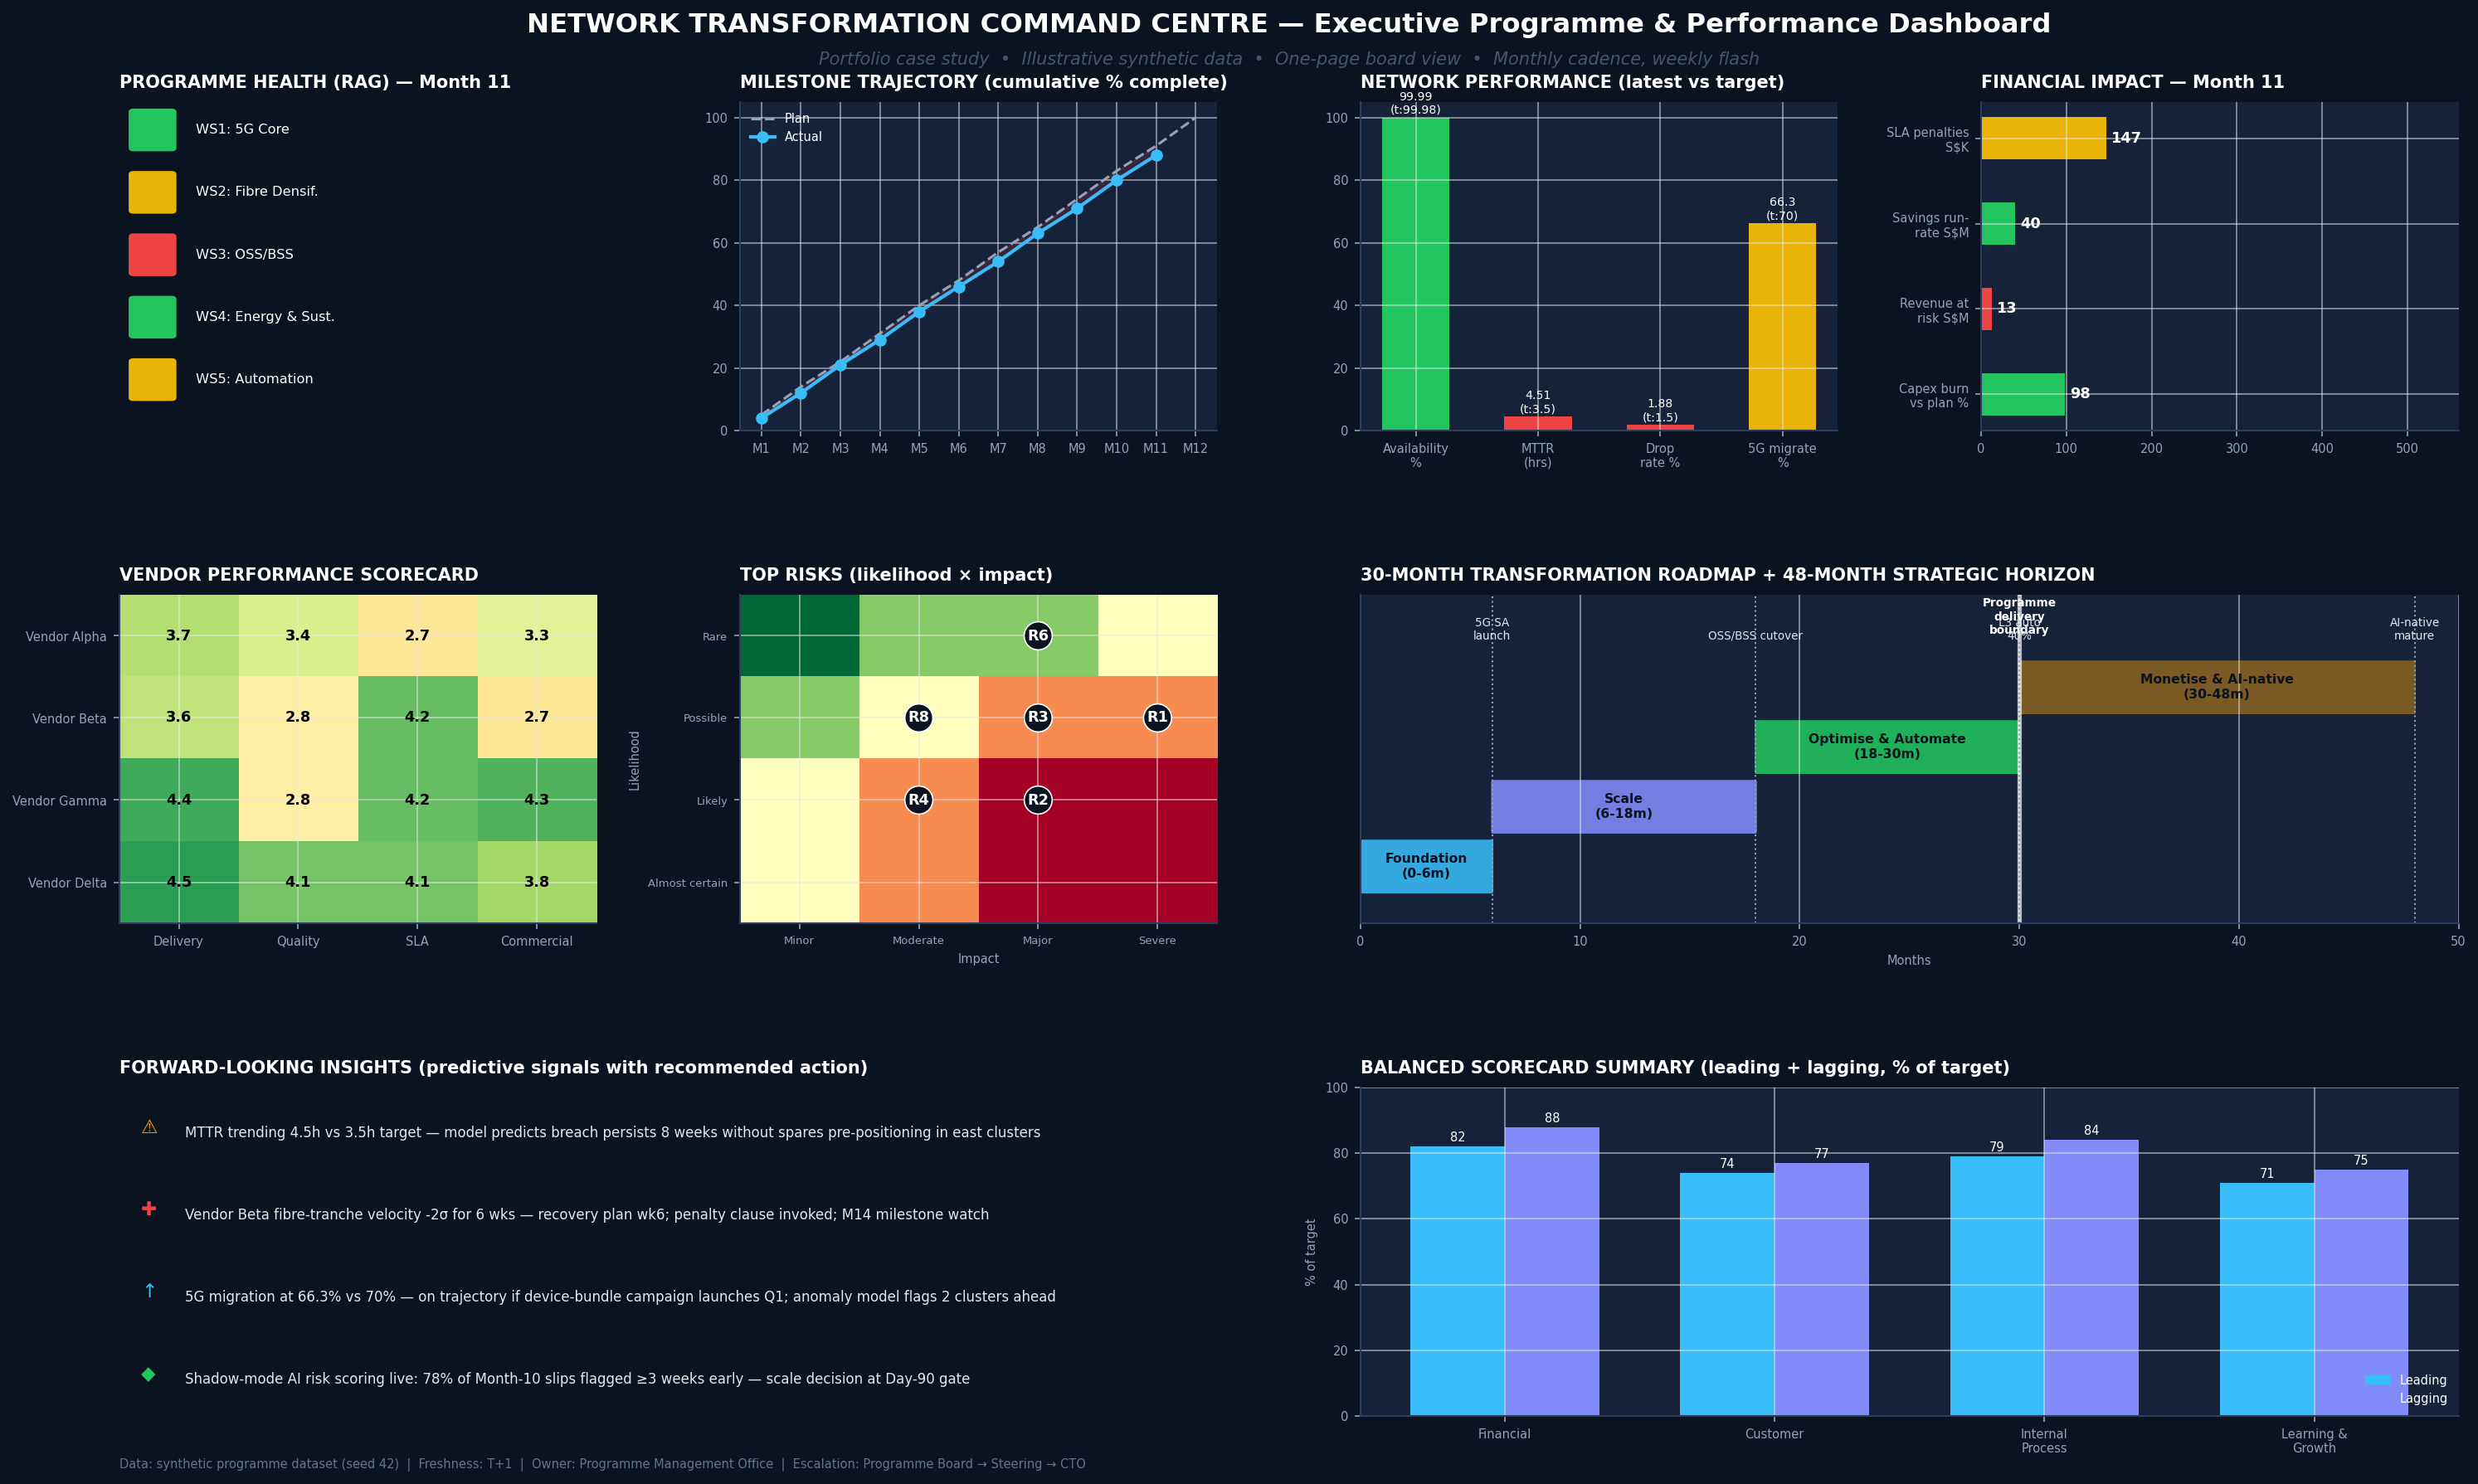 NETWORK TRANSFORMATION COMMAND CENTRE — Executive Programme & Performance Dashboard
Portfolio case study • Illustrative synthetic data • One-page board view • Monthly cadence, weekly flash
PROGRAMME HEALTH (RAG) — Month 11
WS1: 5G Core
WS2: Fibre Densif.
WS3: OSS/BSS
WS4: Energy & Sust.
WS5: Automation
MILESTONE TRAJECTORY (cumulative % complete)
Plan
Actual
100
80
60
40
20
0
M1 M2 M3 M4 M5 M6 M7 M8 M9 M10 M11 M12
NETWORK PERFORMANCE (latest vs target)
99.99
(t:99.98)
4.51
(t:3.5)
1.88
(t:1.5)
66.3
(t:70)
100
80
60
40
20
0
Availability
%
MTTR
(hrs)
Drop
rate %
5G migrate
%
FINANCIAL IMPACT — Month 11
SLA penalties
S$K
147
Savings run-
rate S$M
40
Revenue at
risk S$M
13
Capex burn
vs plan %
98
0 100 200 300 400 500
VENDOR PERFORMANCE SCORECARD
Vendor Alpha 3.7 3.4 2.7 3.3
Vendor Beta 3.6 2.8 4.2 2.7
Vendor Gamma 4.4 2.8 4.2 4.3
Vendor Delta 4.5 4.1 4.1 3.8
Delivery Quality SLA Commercial
TOP RISKS (likelihood × impact)
Likelihood
Rare R6
Possible R8 R3 R1
Likely R4 R2
Almost certain
Minor Moderate Major Severe
Impact
30-MONTH TRANSFORMATION ROADMAP + 48-MONTH STRATEGIC HORIZON
5G SA
launch
OSS/BSS cutover
Programme
delivery
boundary
AI-native
mature
Monetise & AI-native
(30-48m)
Optimise & Automate
(18-30m)
Scale
(6-18m)
Foundation
(0-6m)
0 10 20 30 40 50
Months
FORWARD-LOOKING INSIGHTS (predictive signals with recommended action)
⚠ MTTR trending 4.5h vs 3.5h target — model predicts breach persists 8 weeks without spares pre-positioning in east clusters
✚ Vendor Beta fibre-tranche velocity -2σ for 6 wks — recovery plan wk6; penalty clause invoked; M14 milestone watch
↑ 5G migration at 66.3% vs 70% — on trajectory if device-bundle campaign launches Q1; anomaly model flags 2 clusters ahead
◆ Shadow-mode AI risk scoring live: 78% of Month-10 slips flagged ≥3 weeks early — scale decision at Day-90 gate
BALANCED SCORECARD SUMMARY (leading + lagging, % of target)
% of target
100
80
60
40
20
0
82 88
74 77
79 84
71 75
Leading
Lagging
Financial
Customer
Internal
Process
Learning &
Growth
Data: synthetic programme dataset (seed 42) | Freshness: T+1 | Owner: Programme Management Office | Escalation: Programme Board → Steering → CTO